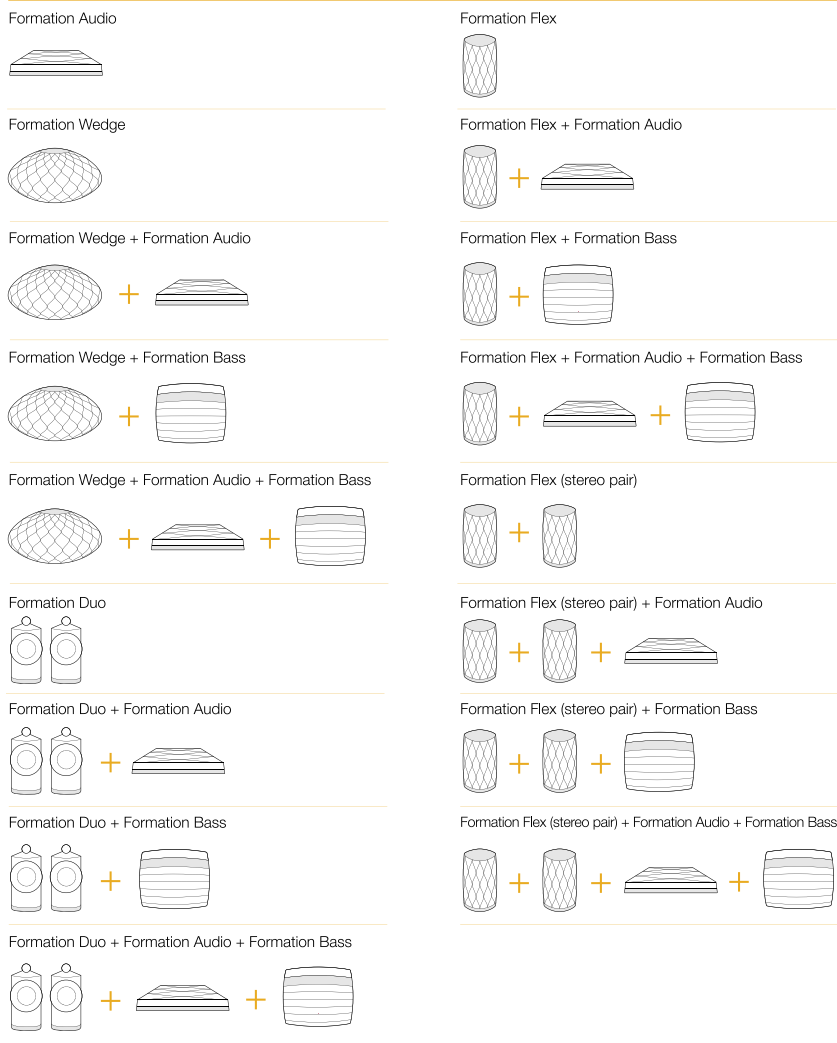 Formation Audio
Formation Wedge
Formation Wedge + Formation Audio
Formation Wedge + Formation Bass
Formation Wedge + Formation Audio + Formation Bass
Formation Duo
Formation Duo + Formation Audio
Formation Duo + Formation Bass
Formation Duo + Formation Audio + Formation Bass
Formation Flex
Formation Flex + Formation Audio
Formation Flex + Formation Bass
Formation Flex + Formation Audio + Formation Bass
Formation Flex (stereo pair)
Formation Flex (stereo pair) + Formation Audio
Formation Flex (stereo pair) + Formation Bass
Formation Flex (stereo pair) + Formation Audio + Formation Bass